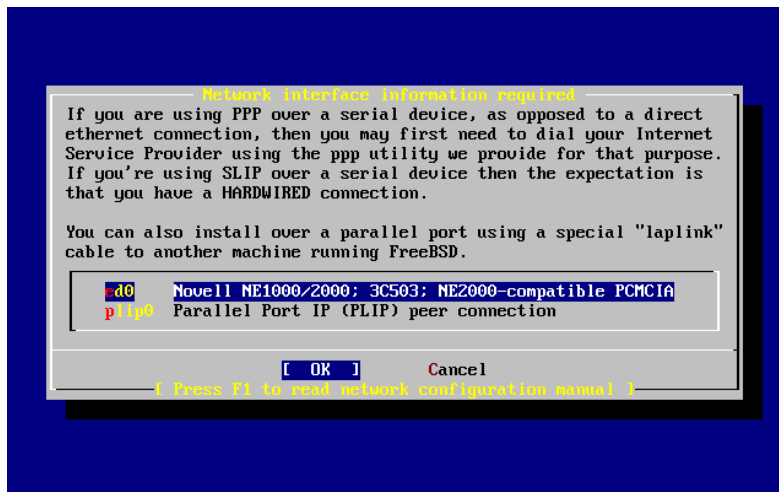 Network interface information required
If you are using PPP over a serial device, as opposed to a direct
ethernet connection, then you may first need to dial your Internet
Service Provider using the ppp utility we provide for that purpose.
If you're using SLIP over a serial device then the expectation is
that you have a HARDWIRED connection.
You can also install over a parallel port using a special "laplink"
cable to another machine running FreeBSD.
ed0 Novell NE1000/2000; 3C503; NE2000-compatible PCMCIA
plip0 Parallel Port IP (PLIP) peer connection
[ OK ] Cancel
[ Press F1 to read network configuration manual ]